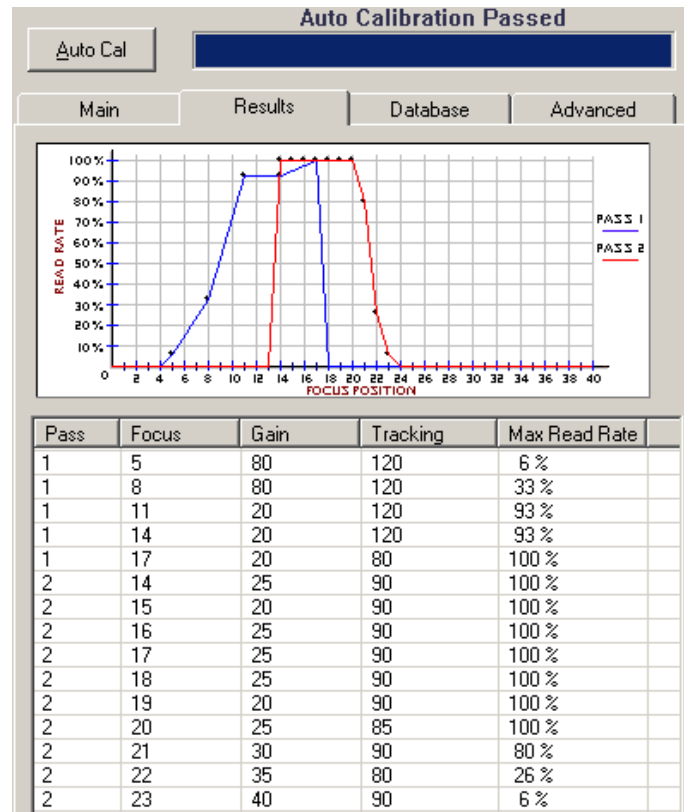 Auto Calibration Passed
Auto Cal
Main Results Database Advanced
100%
90%
80%
70%
60%
50%
40%
30%
20%
10%
0 2 4 6 8 10 12 14 16 18 20 22 24 26 28 30 32 34 36 38 40
READ RATE
FOCUS POSITION
PASS 1
PASS 2
Pass Focus Gain Tracking Max Read Rate
1 5 80 120 6 %
1 8 80 120 33 %
1 11 20 120 93 %
1 14 20 120 93 %
1 17 20 80 100 %
2 14 25 90 100 %
2 15 20 90 100 %
2 16 25 90 100 %
2 17 25 90 100 %
2 18 25 90 100 %
2 19 20 90 100 %
2 20 25 85 100 %
2 21 30 90 80 %
2 22 35 80 26 %
2 23 40 90 6 %